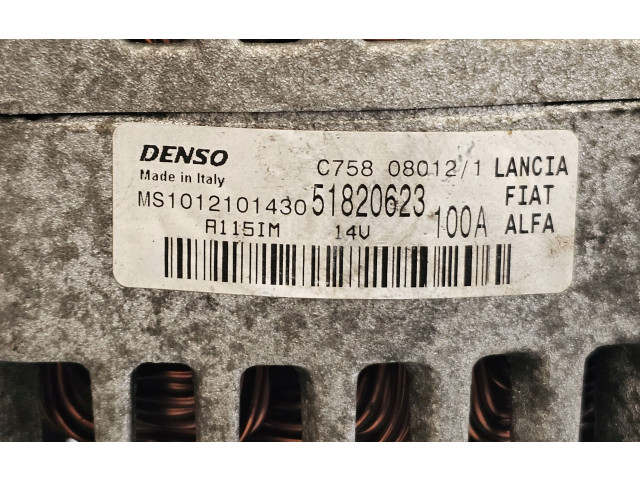 DENSO C758 08012/1 LANCIA
Made in Italy FIAT
MS1012101430 51820623 100A ALFA
A115IM 14V